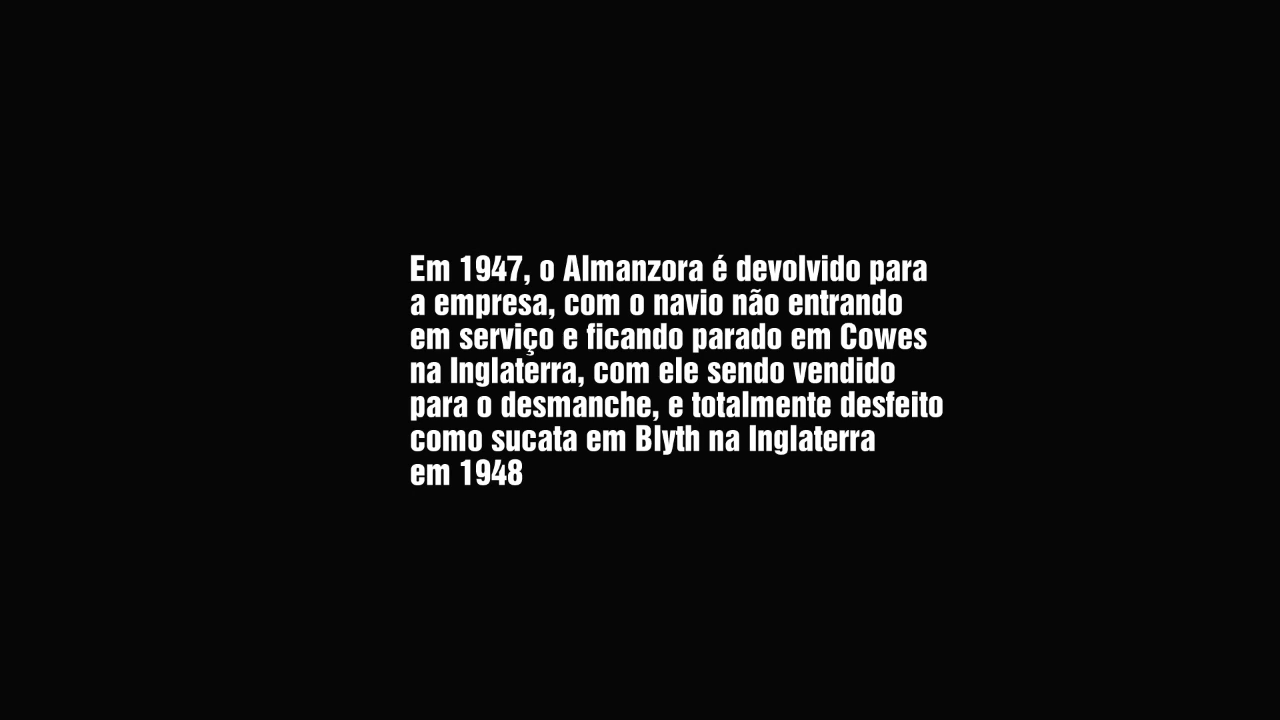 Em 1947, o Almanzora é devolvido para
a empresa, com o navio não entrando
em serviço e ficando parado em Cowes
na Inglaterra, com ele sendo vendido
para o desmanche, e totalmente desfeito
como sucata em Blyth na Inglaterra
em 1948